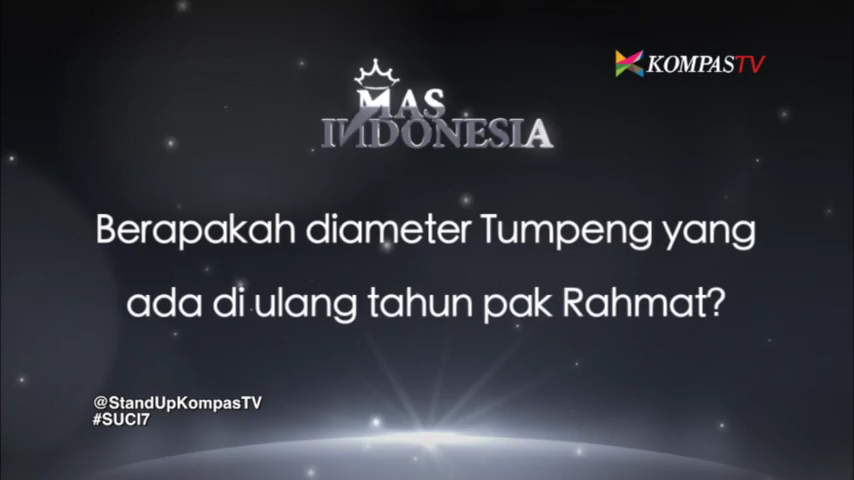 KOMPASTV
MAS
INDONESIA
Berapakah diameter Tumpeng yang
ada di ulang tahun pak Rahmat?
@StandUpKompasTV
#SUCI7